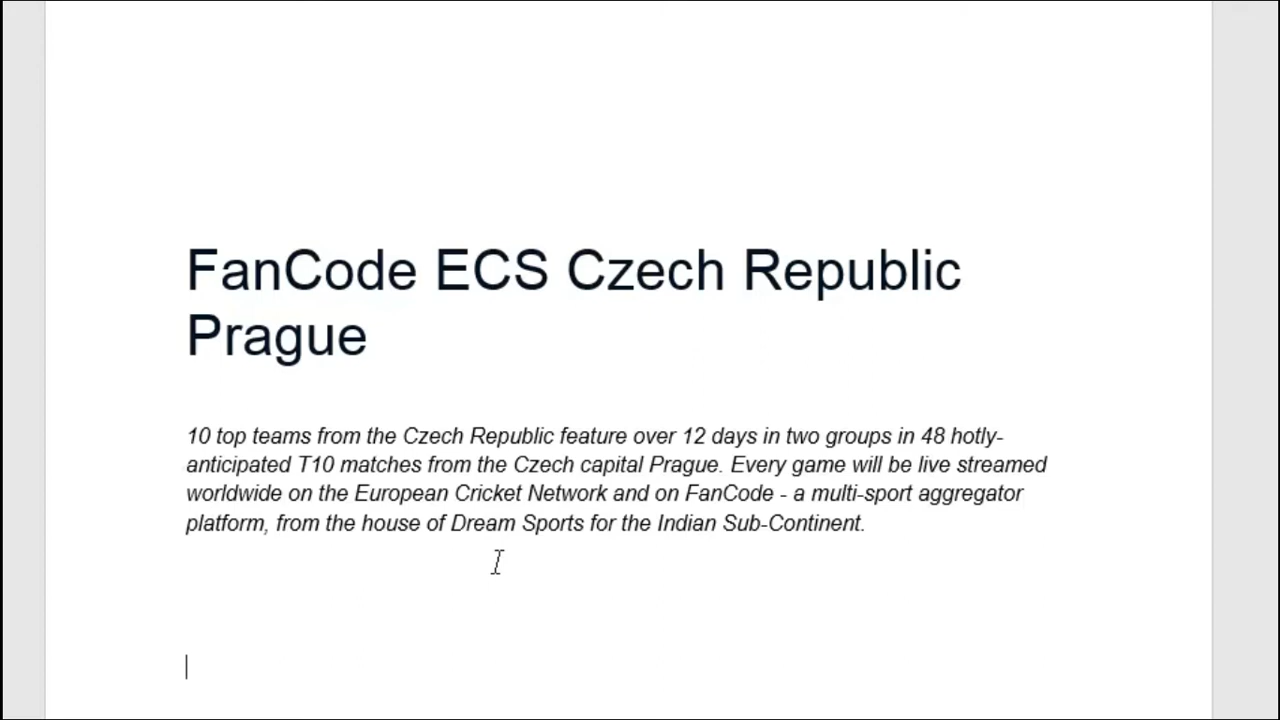 FanCode ECS Czech Republic
Prague
10 top teams from the Czech Republic feature over 12 days in two groups in 48 hotly-
anticipated T10 matches from the Czech capital Prague. Every game will be live streamed
worldwide on the European Cricket Network and on FanCode - a multi-sport aggregator
platform, from the house of Dream Sports for the Indian Sub-Continent.